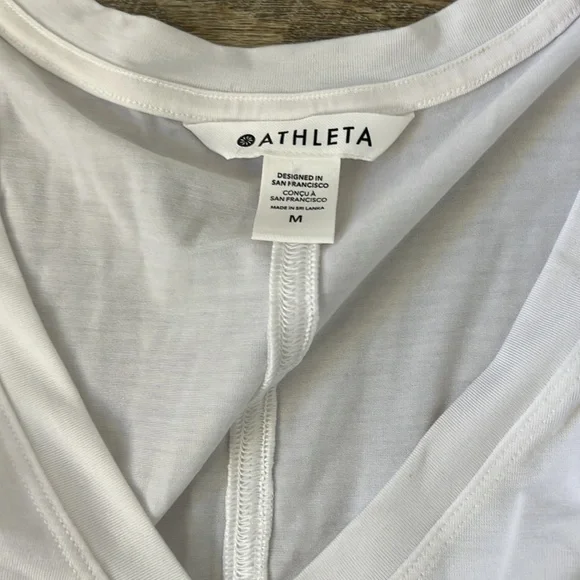 ATHLETA
DESIGNED IN
SAN FRANCISCO
CONÇU À
SAN FRANCISCO
MADE IN SRI LANKA
M